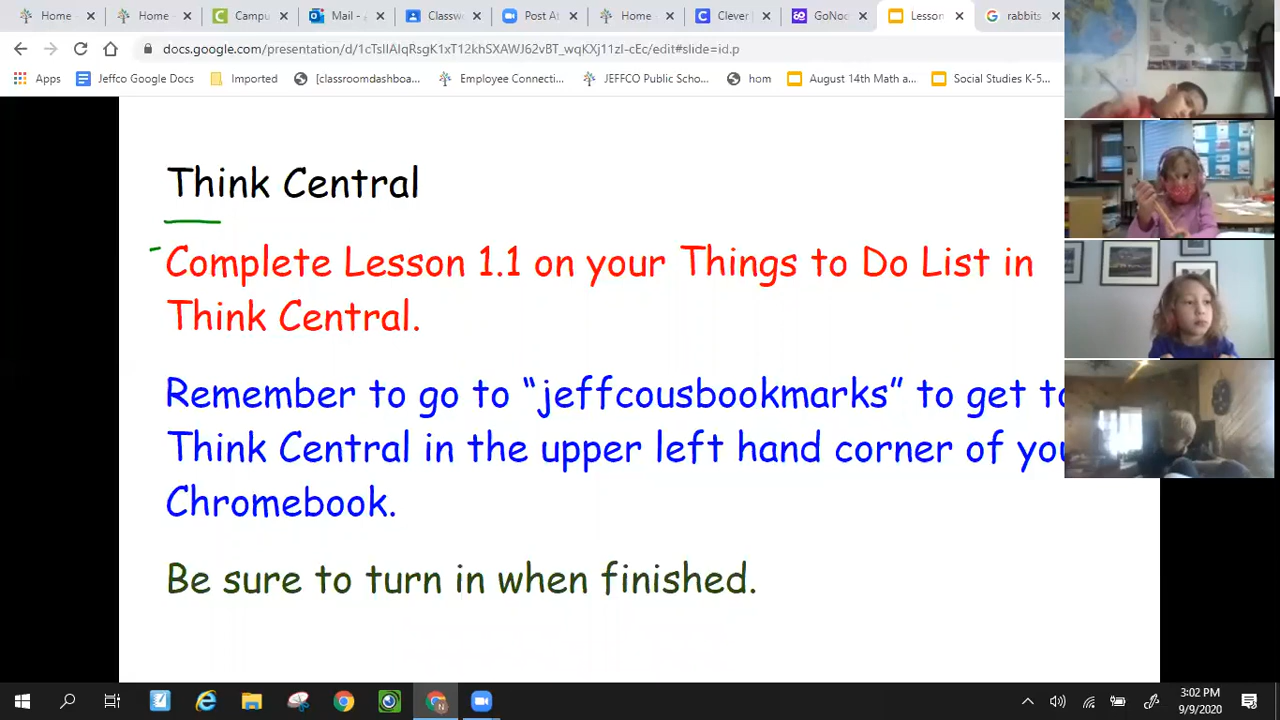 Home - Home - Campu Mail - Classw Post At Home Clever GoNoo Lesson rabbits
docs.google.com/presentation/d/1cTsIlAIqRsgK1xT12khSXAWJ62vBT_wqKXj11zI-cEc/edit#slide=id.p
Apps Jeffco Google Docs Imported [classroomdashboa... Employee Connecti... JEFFCO Public Scho... hom August 14th Math a... Social Studies K-5...
Think Central
Complete Lesson 1.1 on your Things to Do List in
Think Central.
Remember to go to “jeffcousbookmarks” to get to
Think Central in the upper left hand corner of you
Chromebook.
Be sure to turn in when finished.
3:02 PM
9/9/2020